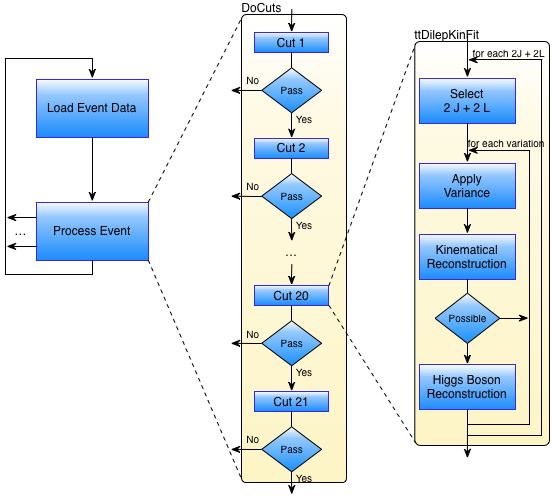 Load Event Data
Process Event
...
DoCuts
Cut 1
Pass
No
Yes
Cut 2
Pass
No
Yes
...
Cut 20
Pass
No
Yes
Cut 21
Pass
No
Yes
ttDilepKinFit
for each 2J + 2L
Select
2 J + 2 L
for each variation
Apply
Variance
Kinematical
Reconstruction
Possible
Higgs Boson
Reconstruction